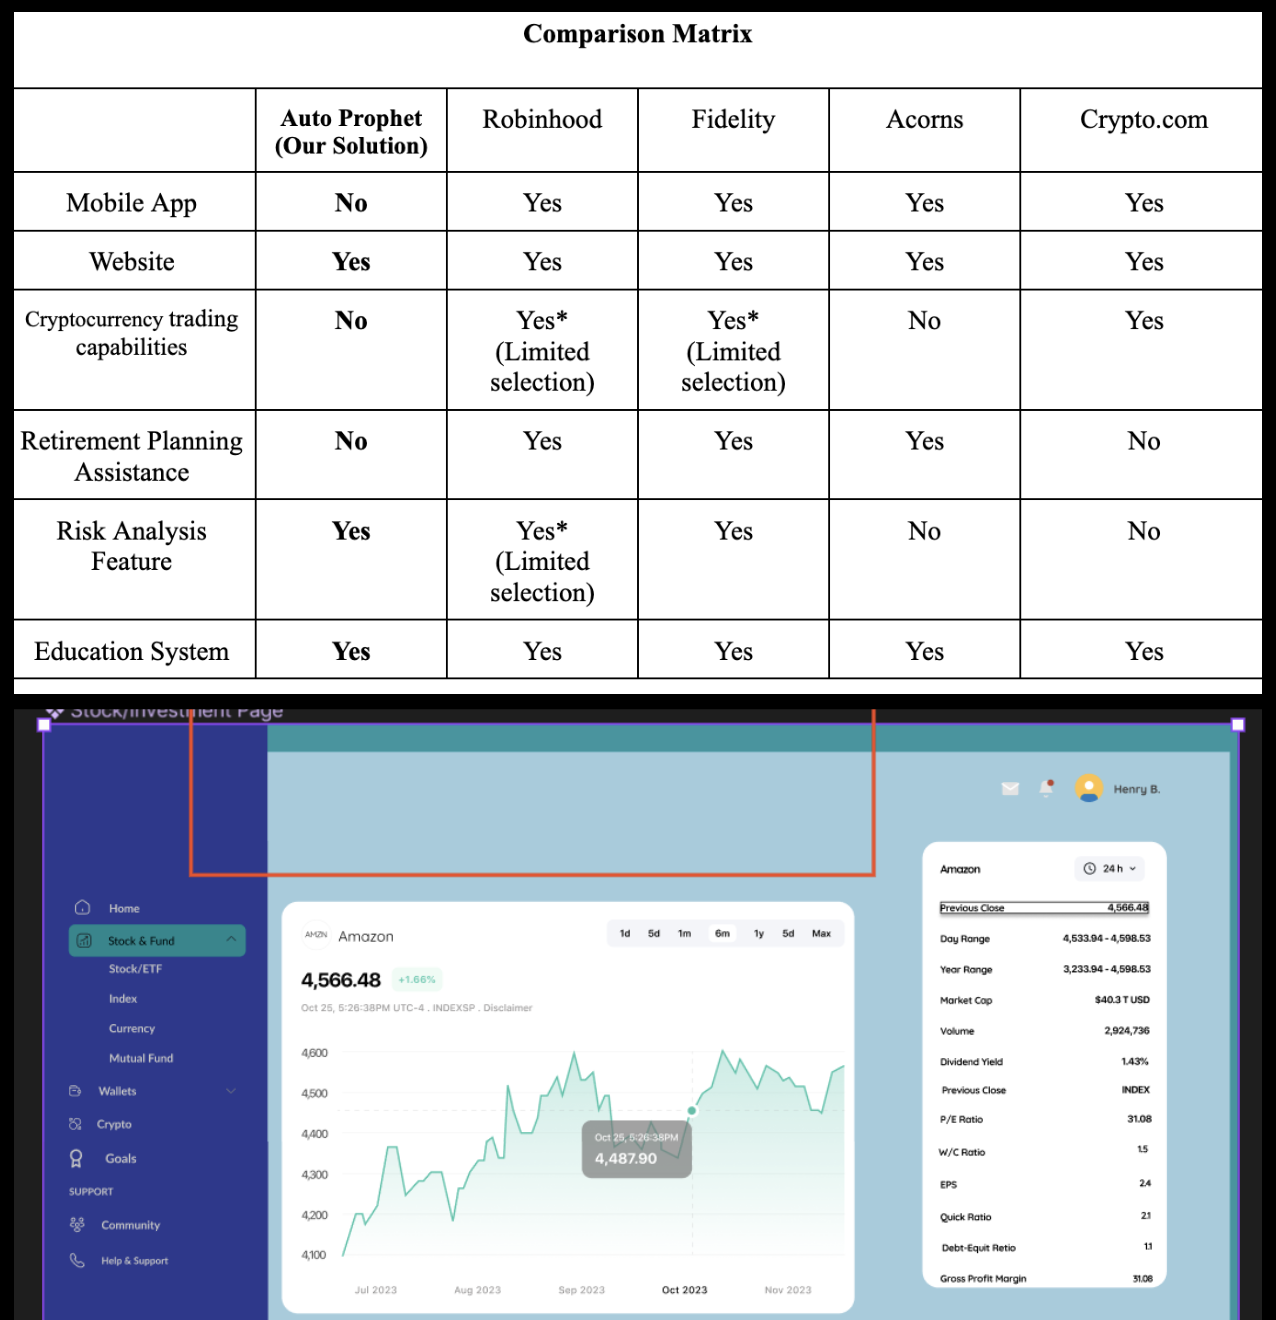 Comparison Matrix
Auto Prophet
(Our Solution)
Robinhood
Fidelity
Acorns
Crypto.com
Mobile App
No
Yes
Yes
Yes
Yes
Website
Yes
Yes
Yes
Yes
Yes
Cryptocurrency trading
capabilities
No
Yes*
(Limited
selection)
Yes*
(Limited
selection)
No
Yes
Retirement Planning
Assistance
No
Yes
Yes
Yes
No
Risk Analysis
Feature
Yes
Yes*
(Limited
selection)
Yes
No
No
Education System
Yes
Yes
Yes
Yes
Yes
Stock/Investment Page
Henry B.
Home
Stock & Fund
Stock/ETF
Index
Currency
Mutual Fund
Wallets
Crypto
Goals
SUPPORT
Community
Help & Support
AMZN Amazon
1d 5d 1m 6m 1y 5d Max
4,566.48 +1.66%
Oct 25, 5:26:38PM UTC-4 . INDEXSP . Disclaimer
4,600
4,500
4,400
4,300
4,200
4,100
Oct 25, 5:26:38PM
4,487.90
Jul 2023 Aug 2023 Sep 2023 Oct 2023 Nov 2023
Amazon 24h
Previous Close 4,566.48
Day Range 4,533.94 - 4,598.53
Year Range 3,233.94 - 4,598.53
Market Cap $40.3 T USD
Volume 2,924,736
Dividend Yield 1.43%
Previous Close INDEX
P/E Ratio 31.08
W/C Ratio 1.5
EPS 2.4
Quick Ratio 2.1
Debt-Equit Retio 1.1
Gross Profit Margin 31.08